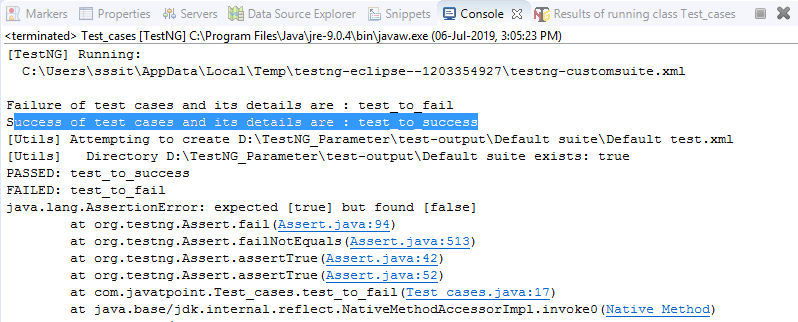 Markers Properties Servers Data Source Explorer Snippets Console Results of running class Test_cases
<terminated> Test_cases [TestNG] C:\Program Files\Java\jre-9.0.4\bin\javaw.exe (06-Jul-2019, 3:05:23 PM)
[TestNG] Running:
C:\Users\sssit\AppData\Local\Temp\testng-eclipse--1203354927\testng-customsuite.xml
Failure of test cases and its details are : test_to_fail
Success of test cases and its details are : test_to_success
[Utils] Attempting to create D:\TestNG_Parameter\test-output\Default suite\Default test.xml
[Utils]   Directory D:\TestNG_Parameter\test-output\Default suite exists: true
PASSED: test_to_success
FAILED: test_to_fail
java.lang.AssertionError: expected [true] but found [false]
at org.testng.Assert.fail(Assert.java:94)
at org.testng.Assert.failNotEquals(Assert.java:513)
at org.testng.Assert.assertTrue(Assert.java:42)
at org.testng.Assert.assertTrue(Assert.java:52)
at com.javatpoint.Test_cases.test_to_fail(Test_cases.java:17)
at java.base/jdk.internal.reflect.NativeMethodAccessorImpl.invoke0(Native Method)